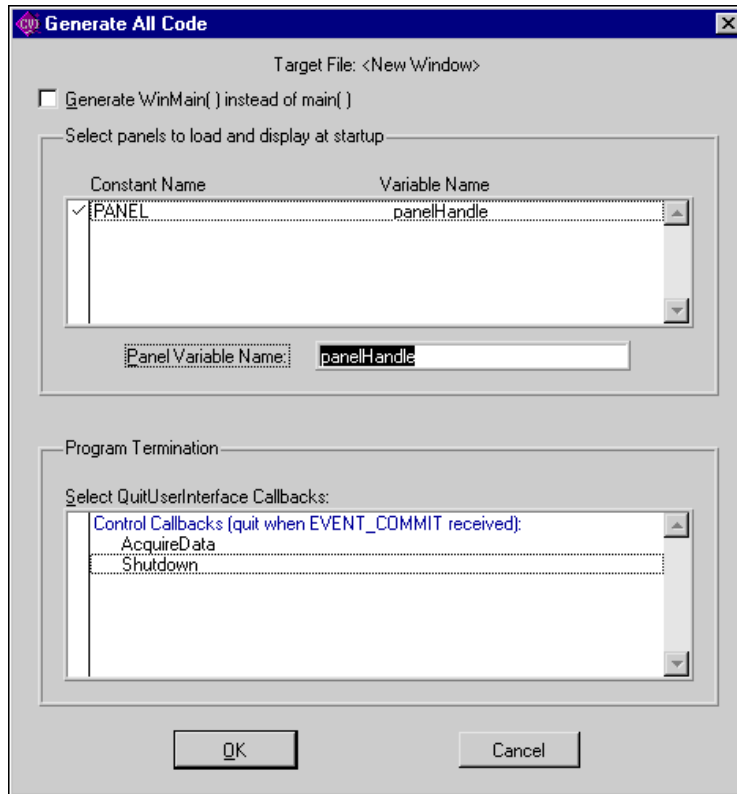 CVI Generate All Code
Target File: <New Window>
Generate WinMain( ) instead of main( )
Select panels to load and display at startup
Constant Name Variable Name
PANEL panelHandle
Panel Variable Name: panelHandle
Program Termination
Select QuitUserInterface Callbacks:
Control Callbacks (quit when EVENT_COMMIT received):
AcquireData
Shutdown
OK Cancel